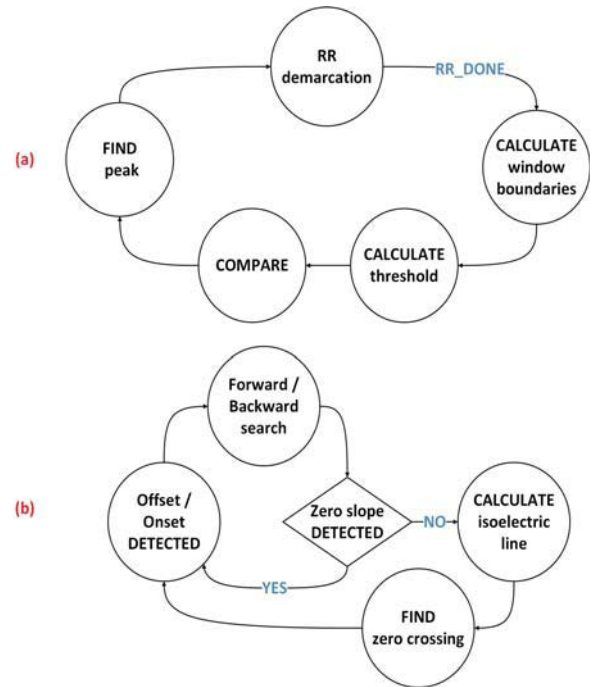 RR
demarcation
RR_DONE
(a)
FIND
peak
CALCULATE
window
boundaries
COMPARE
CALCULATE
threshold
Forward /
Backward
search
(b)
Offset /
Onset
DETECTED
Zero slope
DETECTED
NO
CALCULATE
isoelectric
line
YES
FIND
zero crossing